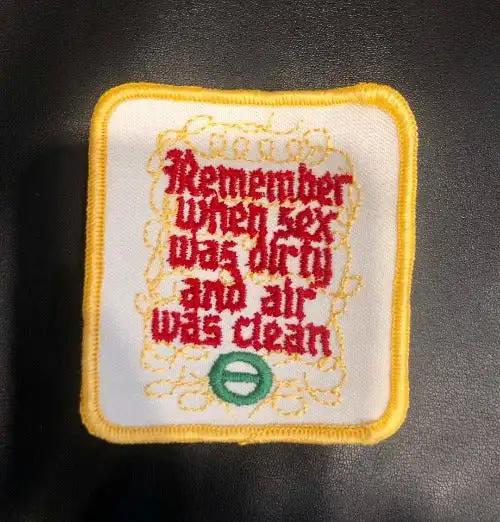 Remember
when sex
was dirty
and air
was clean